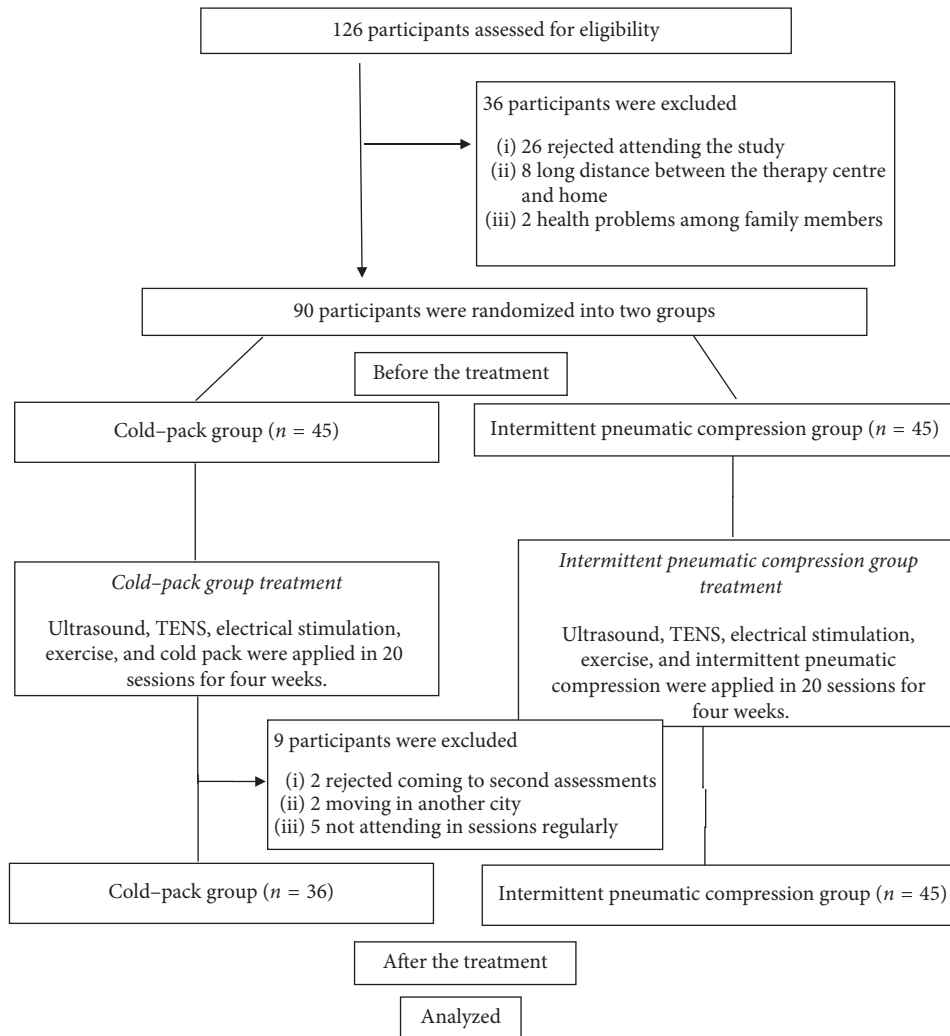 126 participants assessed for eligibility
36 participants were excluded
(i) 26 rejected attending the study
(ii) 8 long distance between the therapy centre
and home
(iii) 2 health problems among family members
90 participants were randomized into two groups
Before the treatment
Cold–pack group (n = 45)
Intermittent pneumatic compression group (n = 45)
Cold–pack group treatment
Ultrasound, TENS, electrical stimulation,
exercise, and cold pack were applied in 20
sessions for four weeks.
Intermittent pneumatic compression group
treatment
Ultrasound, TENS, electrical stimulation,
exercise, and intermittent pneumatic
compression were applied in 20 sessions for
four weeks.
9 participants were excluded
(i) 2 rejected coming to second assessments
(ii) 2 moving in another city
(iii) 5 not attending in sessions regularly
Cold–pack group (n = 36)
Intermittent pneumatic compression group (n = 45)
After the treatment
Analyzed